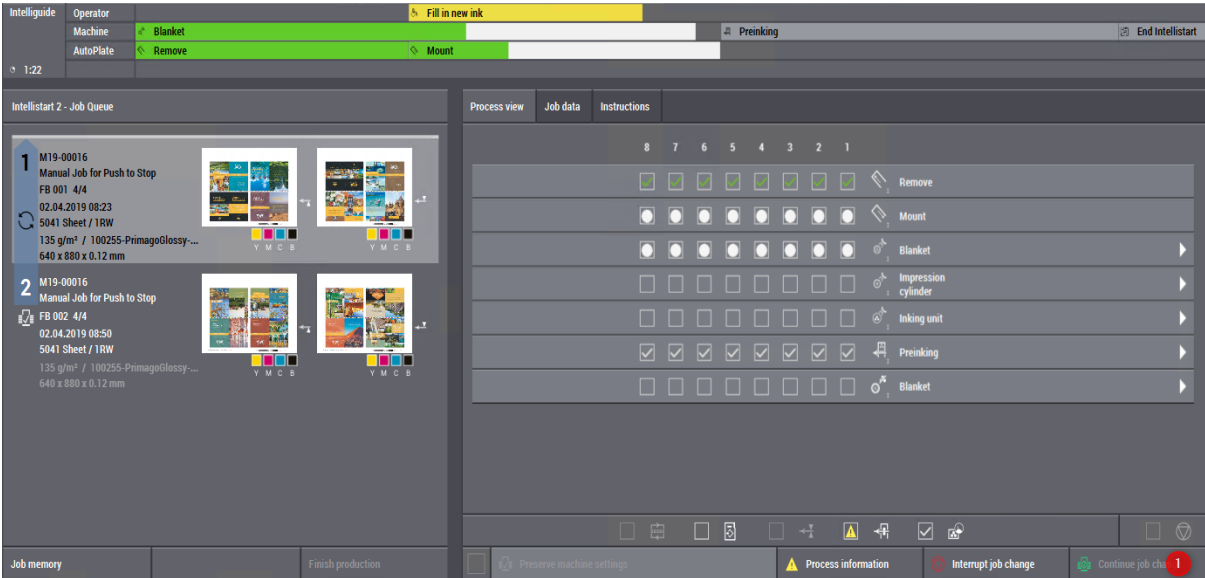 Intelliguide Operator Fill in new ink
Machine Blanket Preinking End Intellistart
AutoPlate Remove Mount
1:22
Intellistart 2 - Job Queue
Process view Job data Instructions
8 7 6 5 4 3 2 1
1
M19-00016
Manual Job for Push to Stop
FB 001 4/4
02.04.2019 08:23
5041 Sheet / 1RW
135 g/m² / 100255-PrimagoGlossy-...
640 x 880 x 0.12 mm
Y M C B
Y M C B
2
M19-00016
Manual Job for Push to Stop
FB 002 4/4
02.04.2019 08:50
5041 Sheet / 1RW
135 g/m² / 100255-PrimagoGlossy-...
640 x 880 x 0.12 mm
Y M C B
Y M C B
Remove
Mount
Blanket
Impression
cylinder
Inking unit
Preinking
Blanket
Job memory Finish production Preserve machine settings Process information Interrupt job change Continue job cha 1